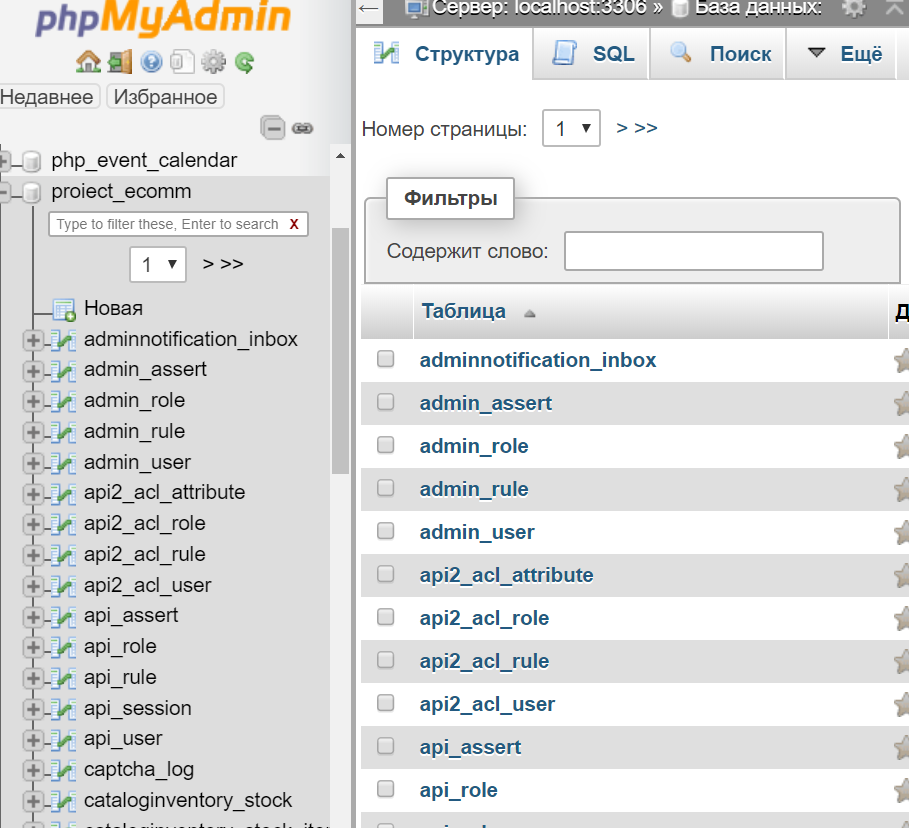 phpMyAdmin
Недавнее Избранное
php_event_calendar
proiect_ecomm
Type to filter these, Enter to search X
1 > >>
Новая
adminnotification_inbox
admin_assert
admin_role
admin_rule
admin_user
api2_acl_attribute
api2_acl_role
api2_acl_rule
api2_acl_user
api_assert
api_role
api_rule
api_session
api_user
captcha_log
cataloginventory_stock
Сервер: localhost:3306 » База данных:
Структура SQL Поиск Ещё
Номер страницы: 1 > >>
Фильтры
Содержит слово:
Таблица Д
adminnotification_inbox
admin_assert
admin_role
admin_rule
admin_user
api2_acl_attribute
api2_acl_role
api2_acl_rule
api2_acl_user
api_assert
api_role